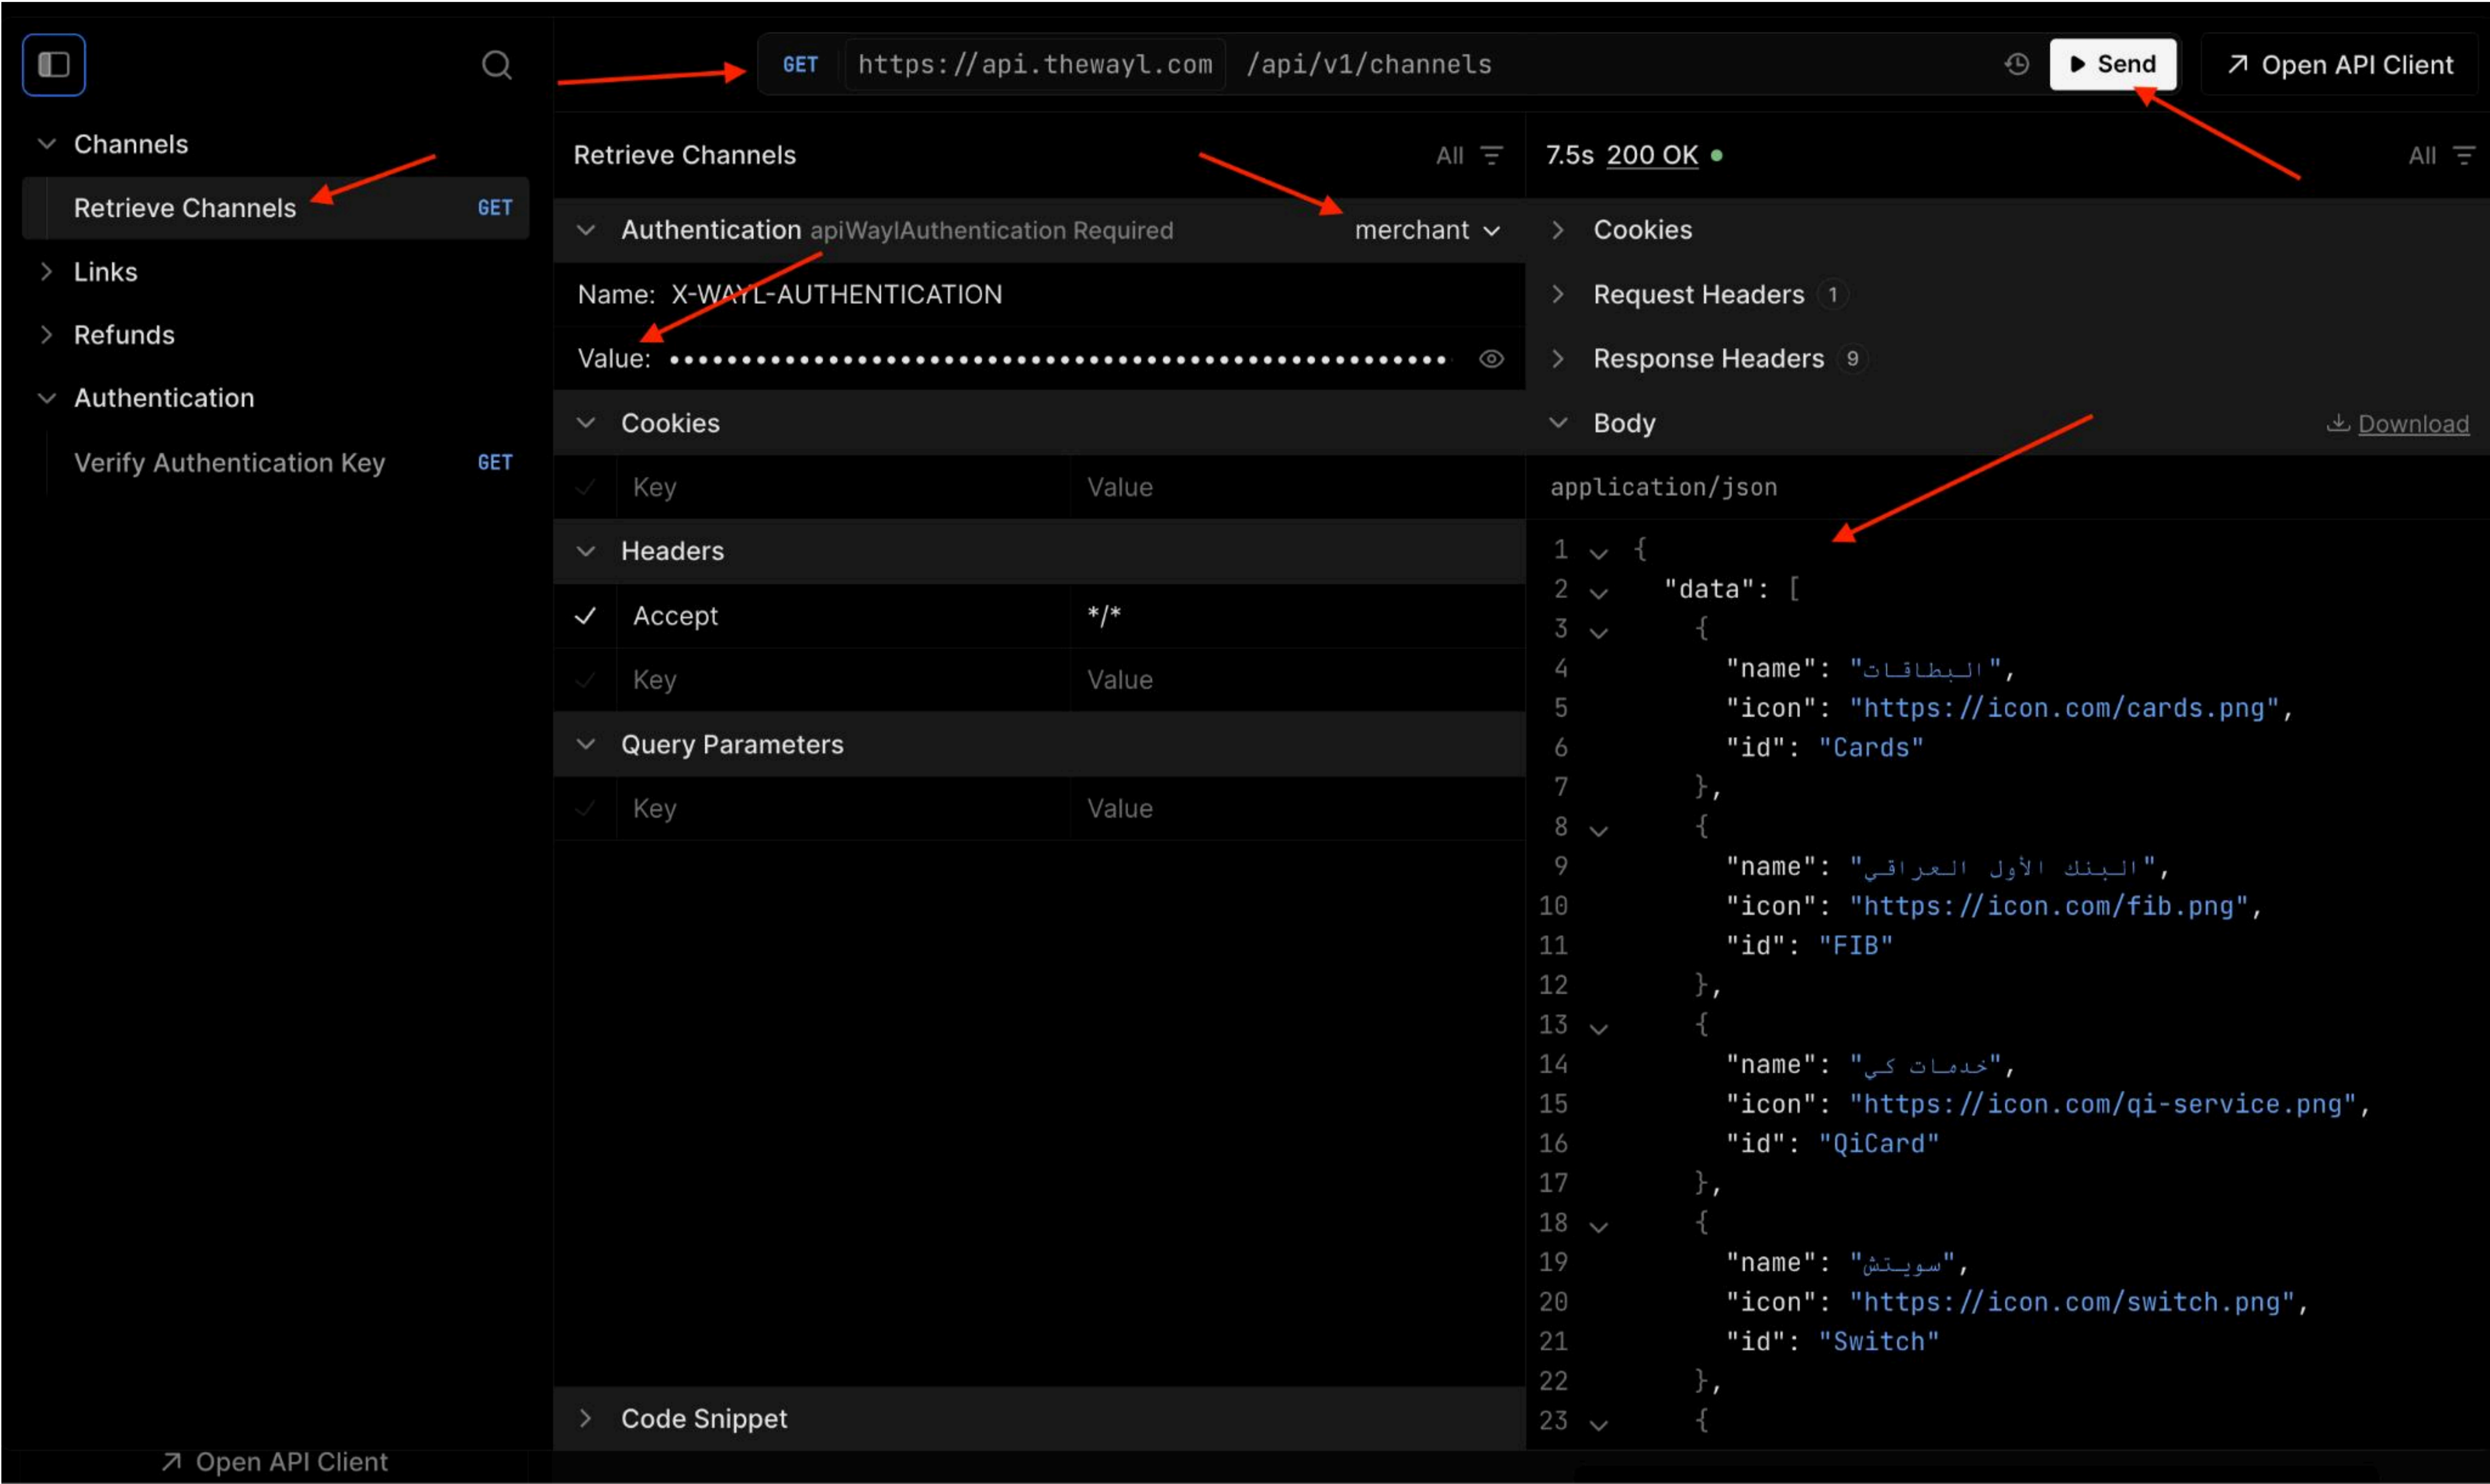 GET https://api.thewayl.com /api/v1/channels Send Open API Client
Channels
Retrieve Channels GET
Links
Refunds
Authentication
Verify Authentication Key GET
Open API Client
Retrieve Channels All
Authentication apiWaylAuthentication Required merchant
Name: X-WAYL-AUTHENTICATION
Value: ••••••••••••••••••••••••••••••••••••••••••••••••••••••
Cookies
Key Value
Headers
Accept */*
Key Value
Query Parameters
Key Value
Code Snippet
7.5s 200 OK All
Cookies
Request Headers 1
Response Headers 9
Body Download
application/json
1 {
2 "data": [
3 {
4 "name": "البطاقات",
5 "icon": "https://icon.com/cards.png",
6 "id": "Cards"
7 },
8 {
9 "name": "البنك الأول العراقي",
10 "icon": "https://icon.com/fib.png",
11 "id": "FIB"
12 },
13 {
14 "name": "خدمات كي",
15 "icon": "https://icon.com/qi-service.png",
16 "id": "QiCard"
17 },
18 {
19 "name": "سويتش",
20 "icon": "https://icon.com/switch.png",
21 "id": "Switch"
22 },
23 {